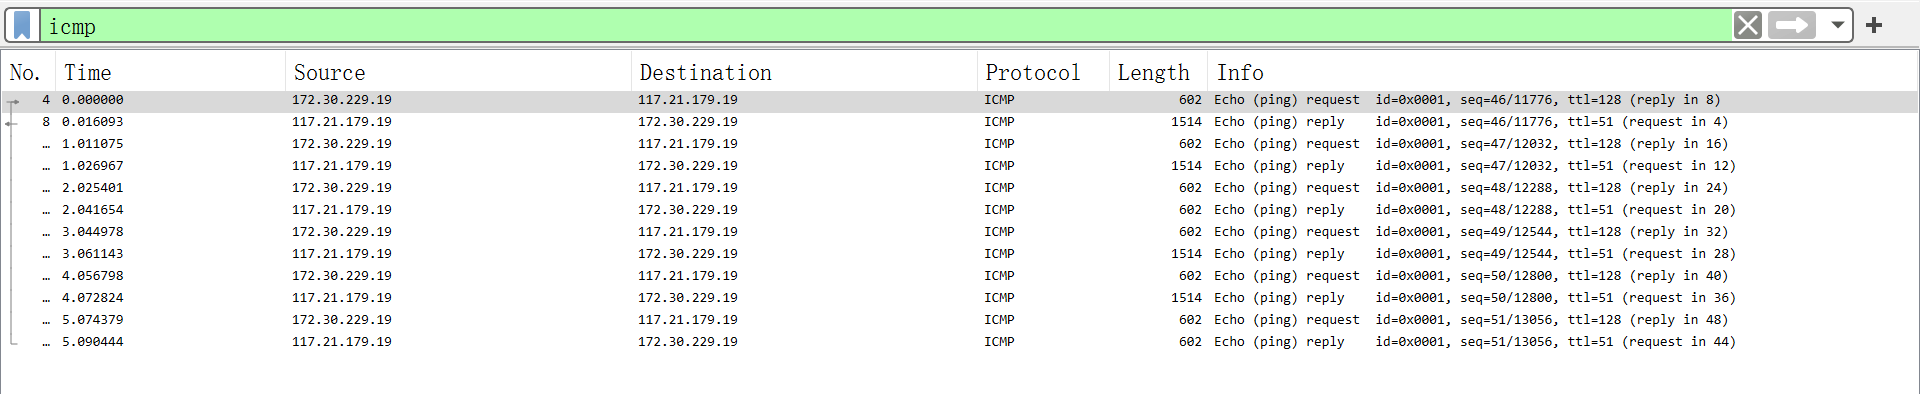 icmp
No. Time Source Destination Protocol Length Info
4 0.000000 172.30.229.19 117.21.179.19 ICMP 602 Echo (ping) request id=0x0001, seq=46/11776, ttl=128 (reply in 8)
8 0.016093 117.21.179.19 172.30.229.19 ICMP 1514 Echo (ping) reply id=0x0001, seq=46/11776, ttl=51 (request in 4)
… 1.011075 172.30.229.19 117.21.179.19 ICMP 602 Echo (ping) request id=0x0001, seq=47/12032, ttl=128 (reply in 16)
… 1.026967 117.21.179.19 172.30.229.19 ICMP 1514 Echo (ping) reply id=0x0001, seq=47/12032, ttl=51 (request in 12)
… 2.025401 172.30.229.19 117.21.179.19 ICMP 602 Echo (ping) request id=0x0001, seq=48/12288, ttl=128 (reply in 24)
… 2.041654 117.21.179.19 172.30.229.19 ICMP 602 Echo (ping) reply id=0x0001, seq=48/12288, ttl=51 (request in 20)
… 3.044978 172.30.229.19 117.21.179.19 ICMP 602 Echo (ping) request id=0x0001, seq=49/12544, ttl=128 (reply in 32)
… 3.061143 117.21.179.19 172.30.229.19 ICMP 1514 Echo (ping) reply id=0x0001, seq=49/12544, ttl=51 (request in 28)
… 4.056798 172.30.229.19 117.21.179.19 ICMP 602 Echo (ping) request id=0x0001, seq=50/12800, ttl=128 (reply in 40)
… 4.072824 117.21.179.19 172.30.229.19 ICMP 1514 Echo (ping) reply id=0x0001, seq=50/12800, ttl=51 (request in 36)
… 5.074379 172.30.229.19 117.21.179.19 ICMP 602 Echo (ping) request id=0x0001, seq=51/13056, ttl=128 (reply in 48)
… 5.090444 117.21.179.19 172.30.229.19 ICMP 602 Echo (ping) reply id=0x0001, seq=51/13056, ttl=51 (request in 44)